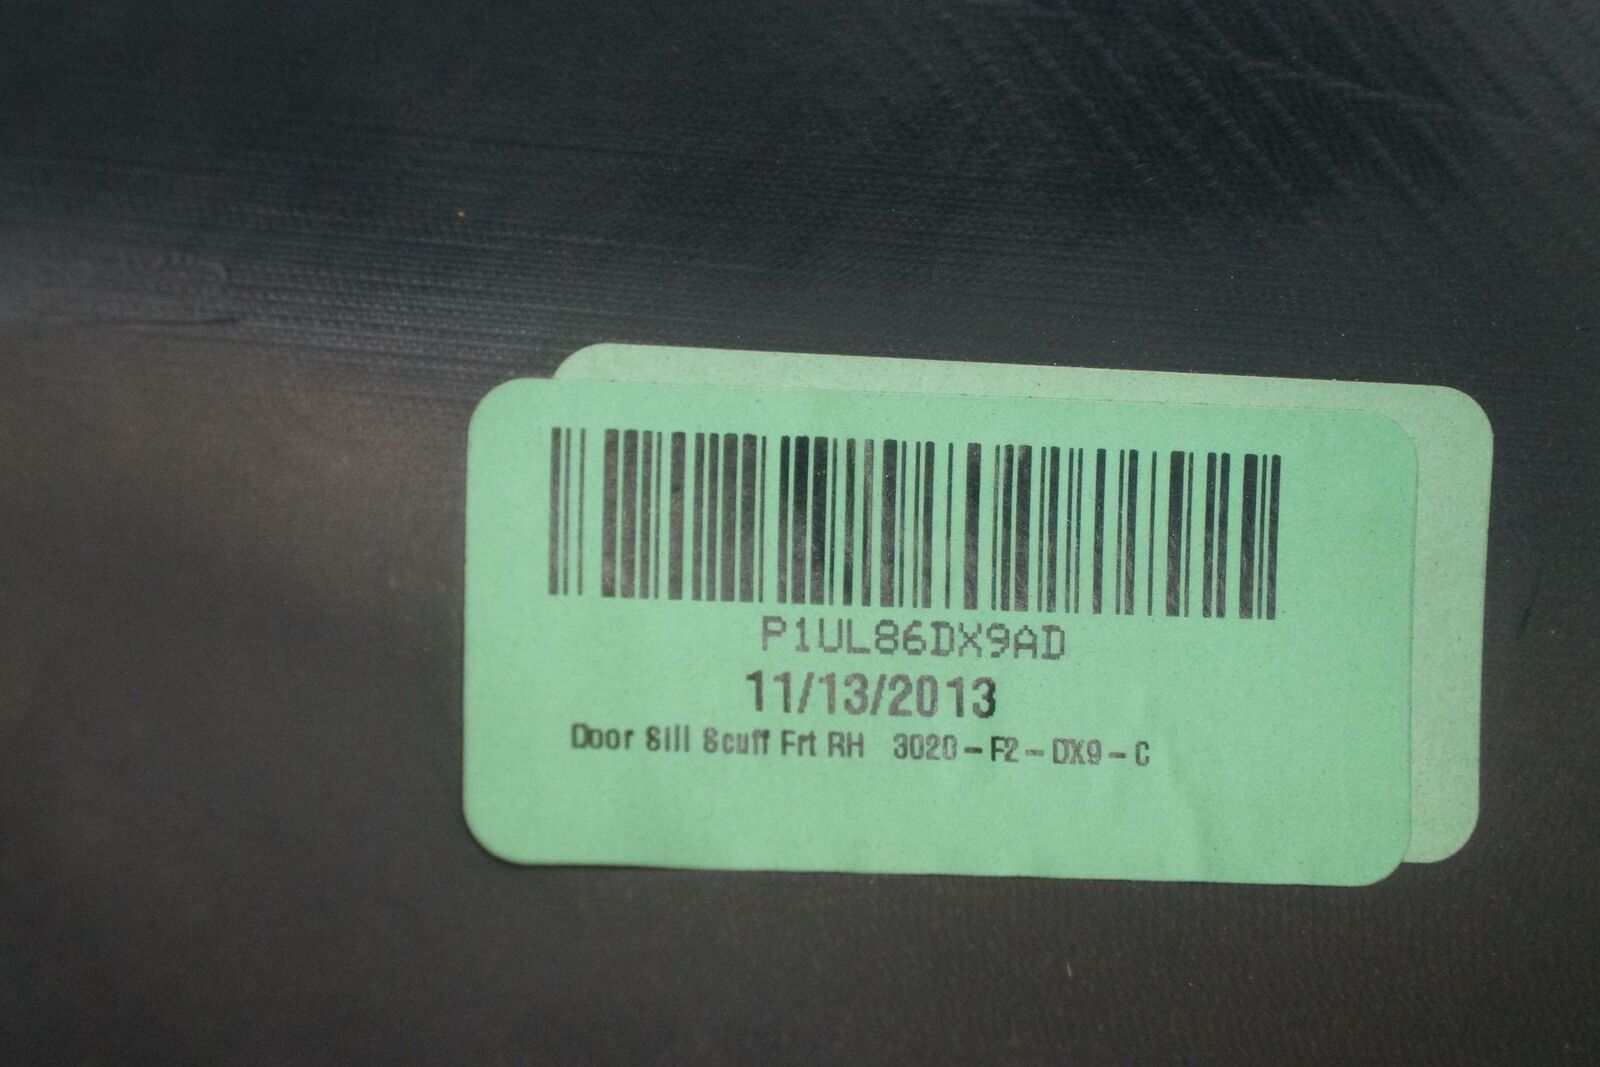 P1UL86DX9AD
11/13/2013
Door Sill Scuff Frt RH 3020-F2-DX9-C